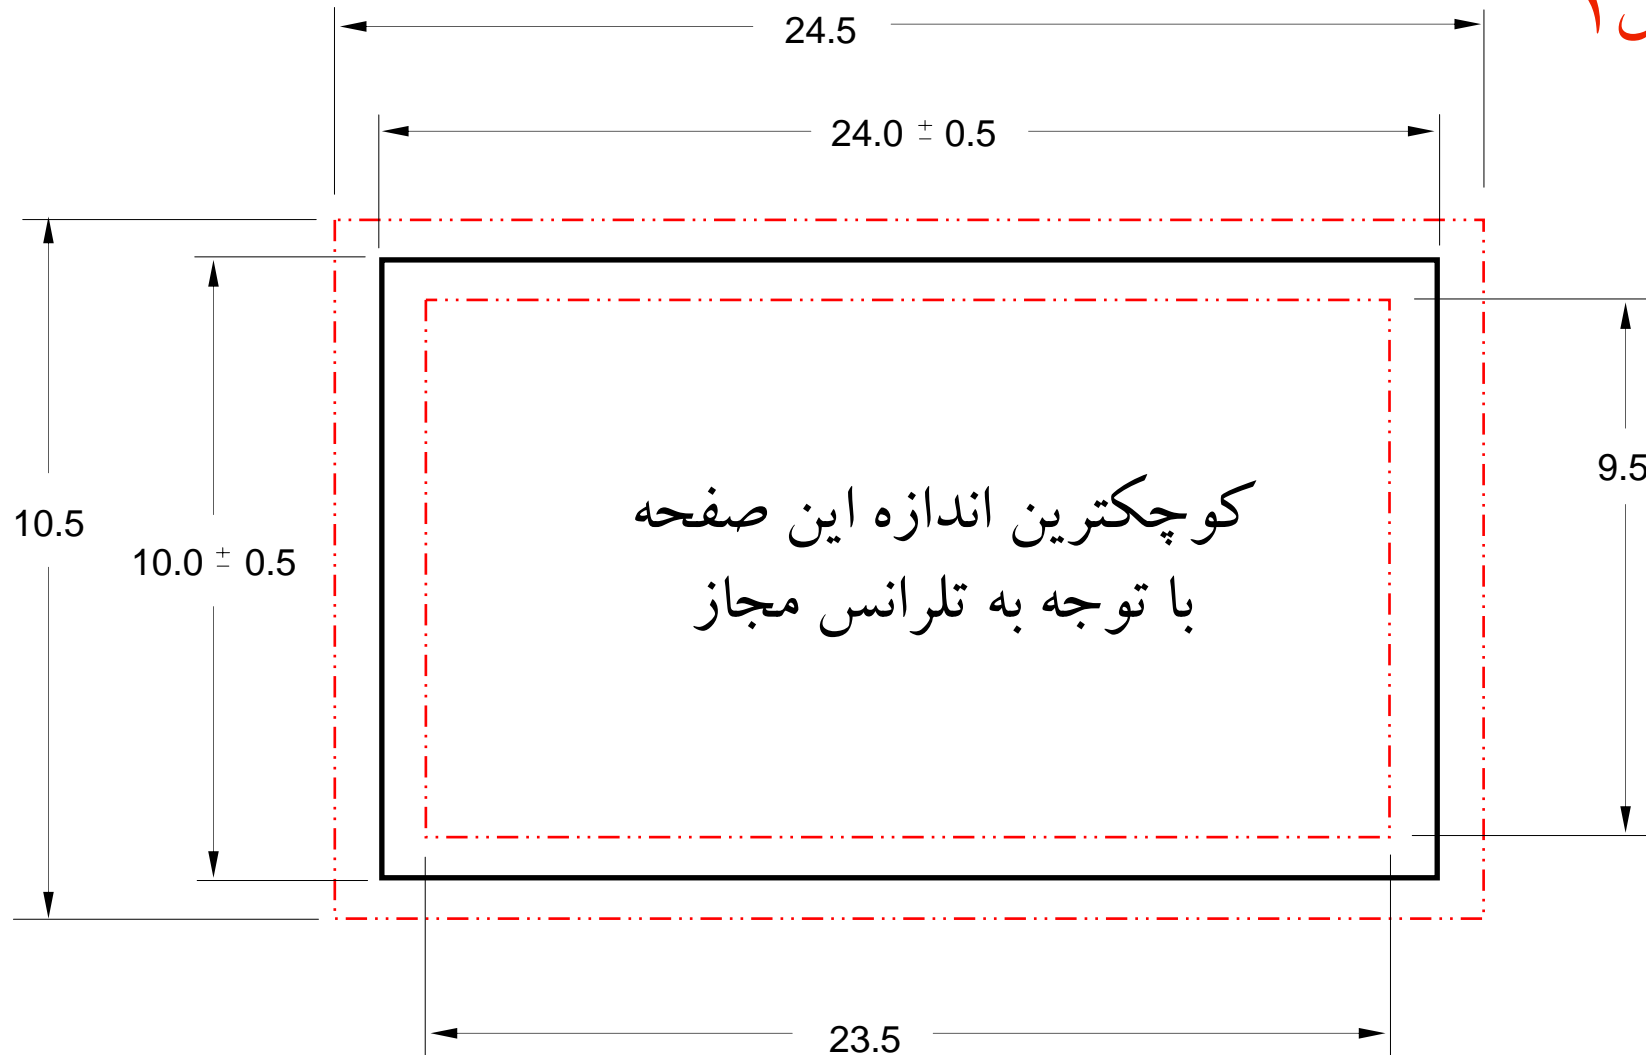 24.5
24.0 ± 0.5
9.5
10.5
10.0 ± 0.5
کوچکترین اندازه این صفحه
با توجه به تلرانس مجاز
23.5